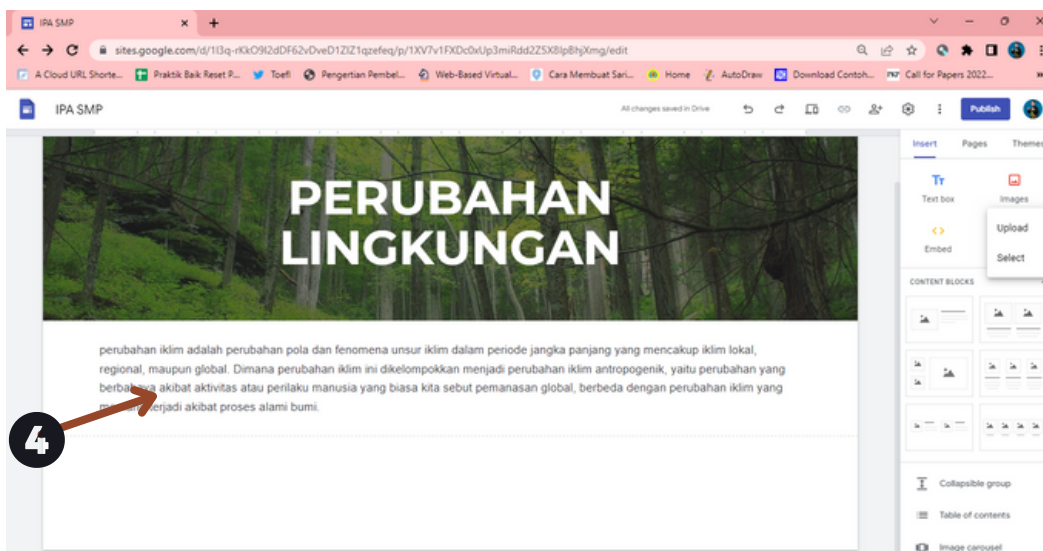 IPA SMP
sites.google.com/d/1I3q-rKkO9I2dDF62vDveD1ZIZ1qzefeq/p/1XV7v1FXDc0xUp3miRdd2Z5X8Ip8hjXmg/edit
A Cloud URL Shorte... Praktik Baik Reset P... Toefl Pengertian Pembel... Web-Based Virtual... Cara Membuat Sari... Home AutoDraw Download Contoh... Call for Papers 2022...
IPA SMP All changes saved in Drive Publish
Insert Pages Themes
Text box Images
Embed Upload
Select
CONTENT BLOCKS
PERUBAHAN
LINGKUNGAN
perubahan iklim adalah perubahan pola dan fenomena unsur iklim dalam periode jangka panjang yang mencakup iklim lokal,
regional, maupun global. Dimana perubahan iklim ini dikelompokkan menjadi perubahan iklim antropogenik, yaitu perubahan yang
berbahaya akibat aktivitas atau perilaku manusia yang biasa kita sebut pemanasan global, berbeda dengan perubahan iklim yang
terjadi akibat proses alami bumi.
4
Collapsible group
Table of contents
Image carousel